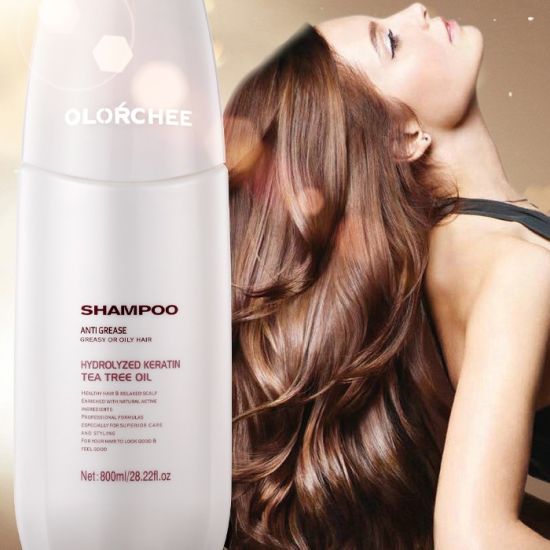 OLORCHEE
SHAMPOO
ANTI GREASE
GREASY OR OILY HAIR
HYDROLYZED KERATIN
TEA TREE OIL
HEALTHY HAIR & RELAXED SCALP
ENRICHED WITH NATURAL ACTIVE
INGREDIENTS
PROFESSIONAL FORMULAS
ESPECIALLY FOR SUPERIOR CARE
AND STYLING
FOR YOUR HAIR TO LOOK GOOD &
FEEL GOOD
Net: 800ml/28.22fl.oz